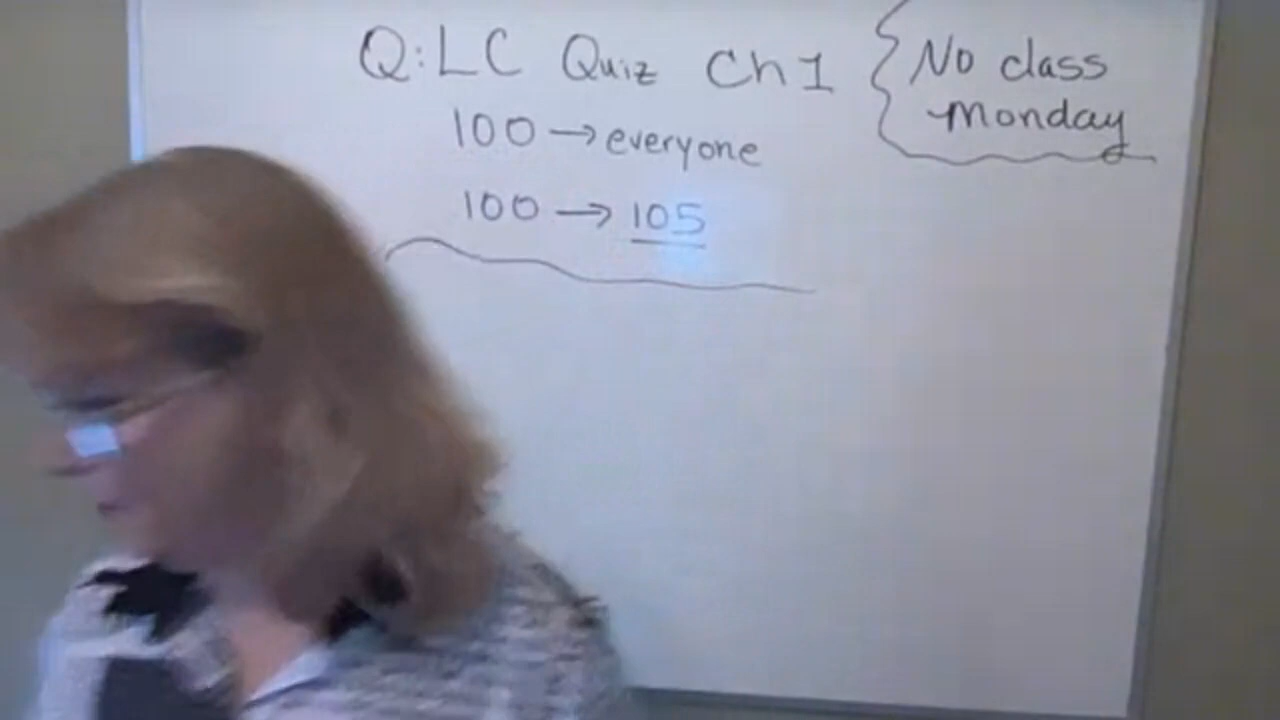 Q: LC Quiz Ch 1
100 → everyone
100 → 105
No class
Monday